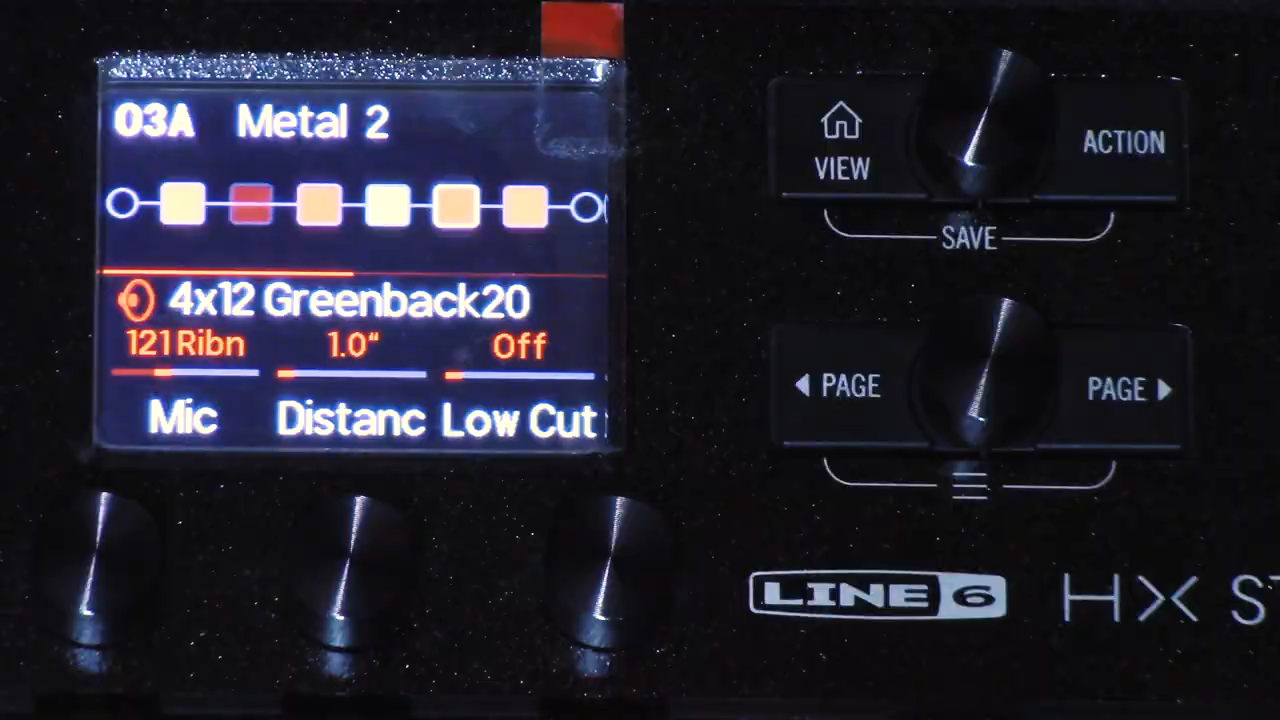 03A Metal 2
4x12 Greenback20
121 Ribn 1.0" Off
Mic Distanc Low Cut
VIEW
ACTION
SAVE
PAGE
PAGE
LINE 6
HX ST